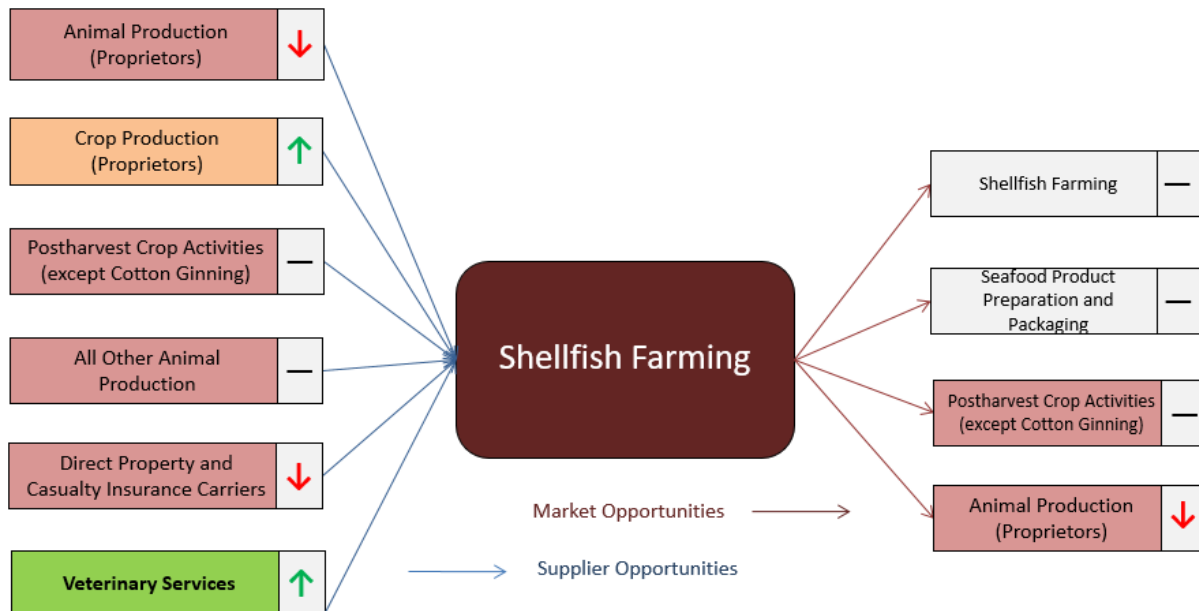 Animal Production
(Proprietors)
Crop Production
(Proprietors)
Postharvest Crop Activities
(except Cotton Ginning)
All Other Animal
Production
Direct Property and
Casualty Insurance Carriers
Veterinary Services
Shellfish Farming
Market Opportunities
Supplier Opportunities
Shellfish Farming
Seafood Product
Preparation and
Packaging
Postharvest Crop Activities
(except Cotton Ginning)
Animal Production
(Proprietors)